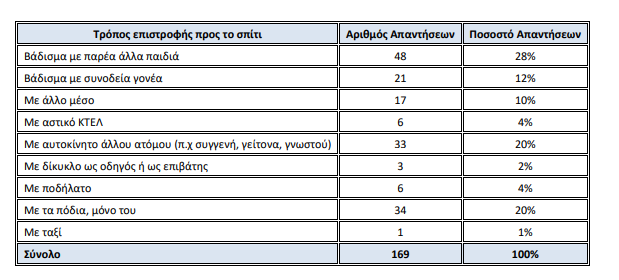 Τρόπος επιστροφής προς το σπίτι Αριθμός Απαντήσεων Ποσοστό Απαντήσεων
Βάδισμα με παρέα άλλα παιδιά 48 28%
Βάδισμα με συνοδεία γονέα 21 12%
Με άλλο μέσο 17 10%
Με αστικό ΚΤΕΛ 6 4%
Με αυτοκίνητο άλλου ατόμου (π.χ συγγενή, γείτονα, γνωστού) 33 20%
Με δίκυκλο ως οδηγός ή ως επιβάτης 3 2%
Με ποδήλατο 6 4%
Με τα πόδια, μόνο του 34 20%
Με ταξί 1 1%
Σύνολο 169 100%